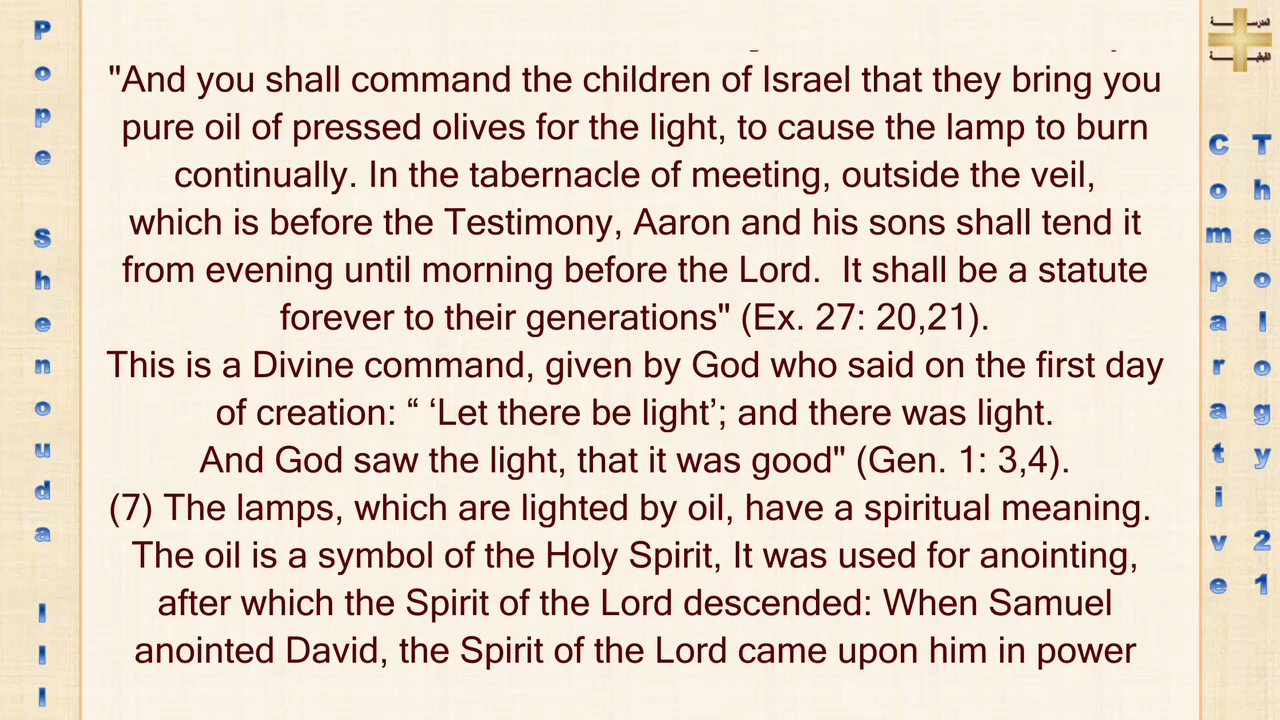 Pope Shenouda III
"And you shall command the children of Israel that they bring you
pure oil of pressed olives for the light, to cause the lamp to burn
continually. In the tabernacle of meeting, outside the veil,
which is before the Testimony, Aaron and his sons shall tend it
from evening until morning before the Lord.  It shall be a statute
forever to their generations" (Ex. 27: 20,21).
This is a Divine command, given by God who said on the first day
of creation: “ ‘Let there be light’; and there was light.
And God saw the light, that it was good" (Gen. 1: 3,4).
(7) The lamps, which are lighted by oil, have a spiritual meaning.
The oil is a symbol of the Holy Spirit, It was used for anointing,
after which the Spirit of the Lord descended: When Samuel
anointed David, the Spirit of the Lord came upon him in power
Comparative
Theology 21